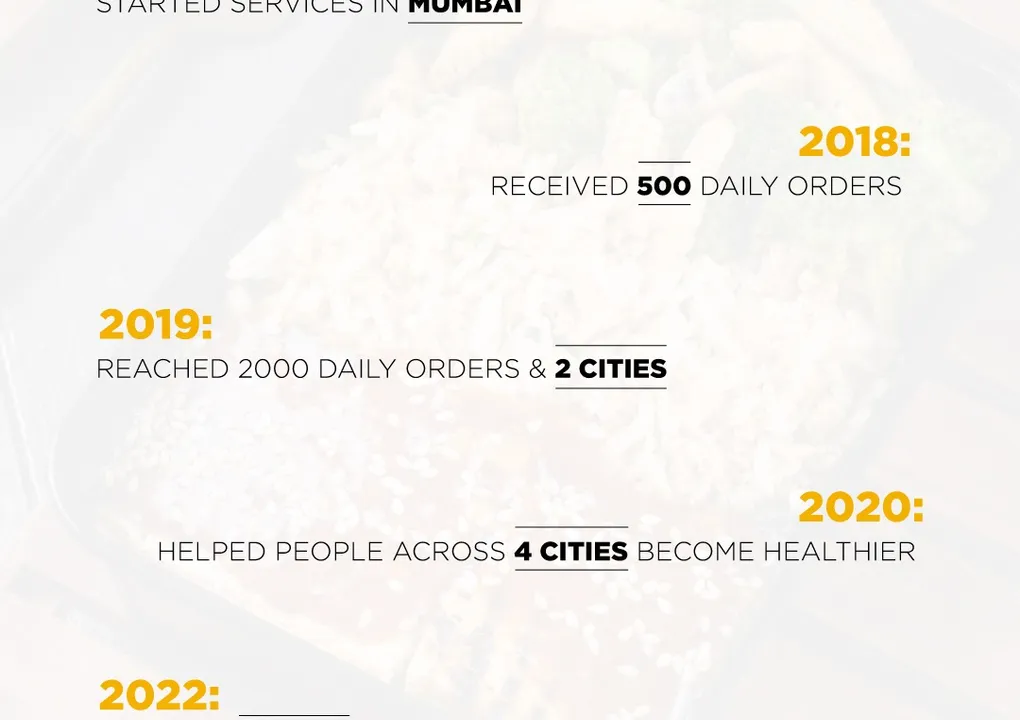 STARTED SERVICES IN MUMBAI
2018:
RECEIVED 500 DAILY ORDERS
2019:
REACHED 2000 DAILY ORDERS & 2 CITIES
2020:
HELPED PEOPLE ACROSS 4 CITIES BECOME HEALTHIER
2022: